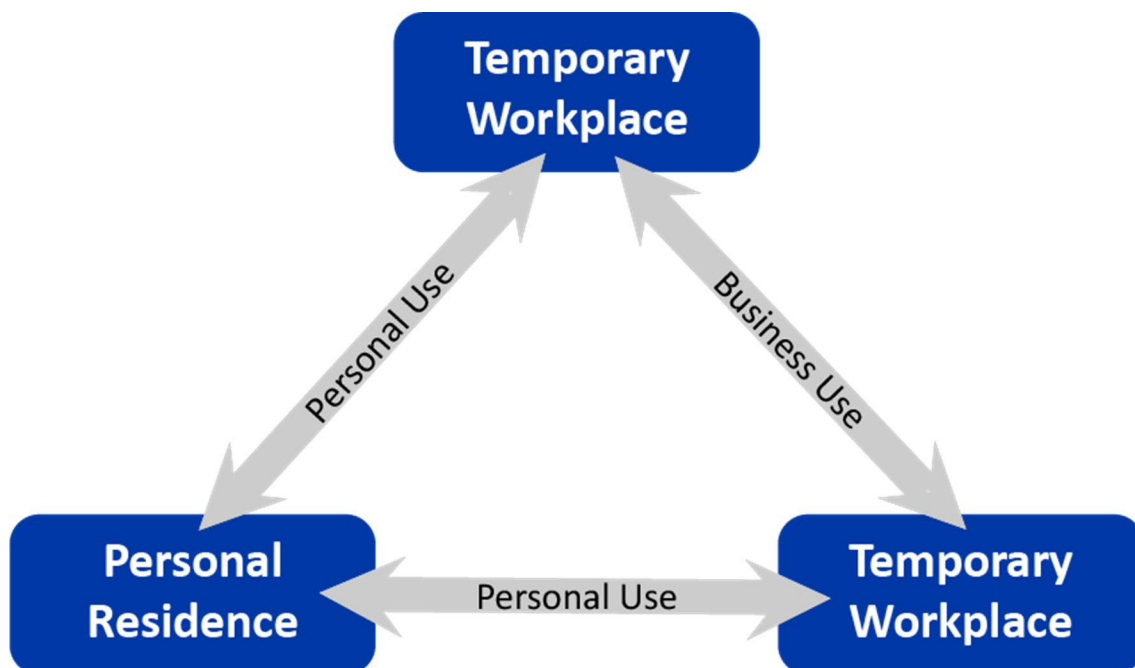 Temporary
Workplace
Personal Use
Business Use
Personal
Residence
Personal Use
Temporary
Workplace